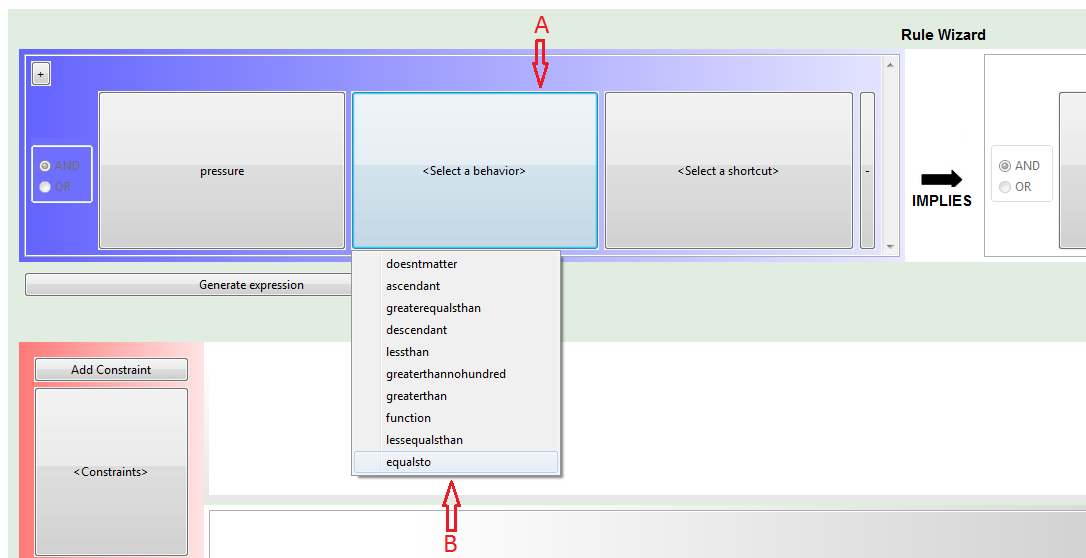 A
Rule Wizard
+
AND
OR
pressure
<Select a behavior>
<Select a shortcut>
-
IMPLIES
AND
OR
Generate expression
doesntmatter
ascendant
greaterequalsthan
descendant
lessthan
greaterthannohundred
greaterthan
function
lessequalsthan
equalsto
Add Constraint
<Constraints>
B